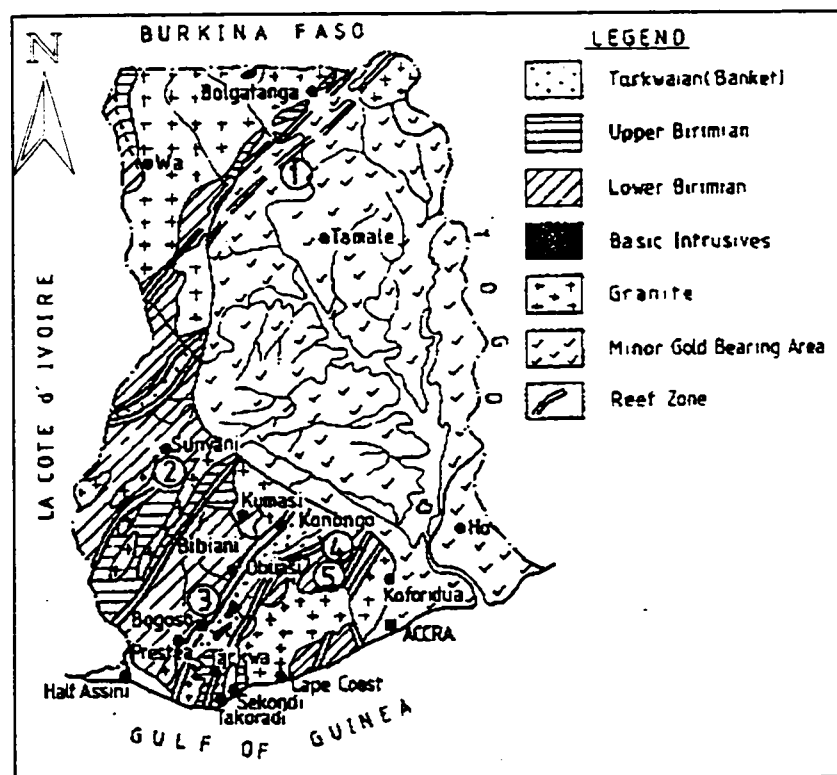 BURKINA FASO
N
LEGEND
Tarkwaian (Banket)
Upper Birimian
Lower Birimian
Basic Intrusives
Granite
Minor Gold Bearing Area
Reef Zone
Bolgatanga
Wa
1
Tamale
TOGO
LA COTE d' IVOIRE
Sunyani
2
Kumasi
Konongo
Ho
Bibiani
4
Obuasi
5
Koforidua
3
Bogoso
ACCRA
Prestea
Tarkwa
Half Assini
Cape Coast
Sekondi
Takoradi
GULF OF GUINEA